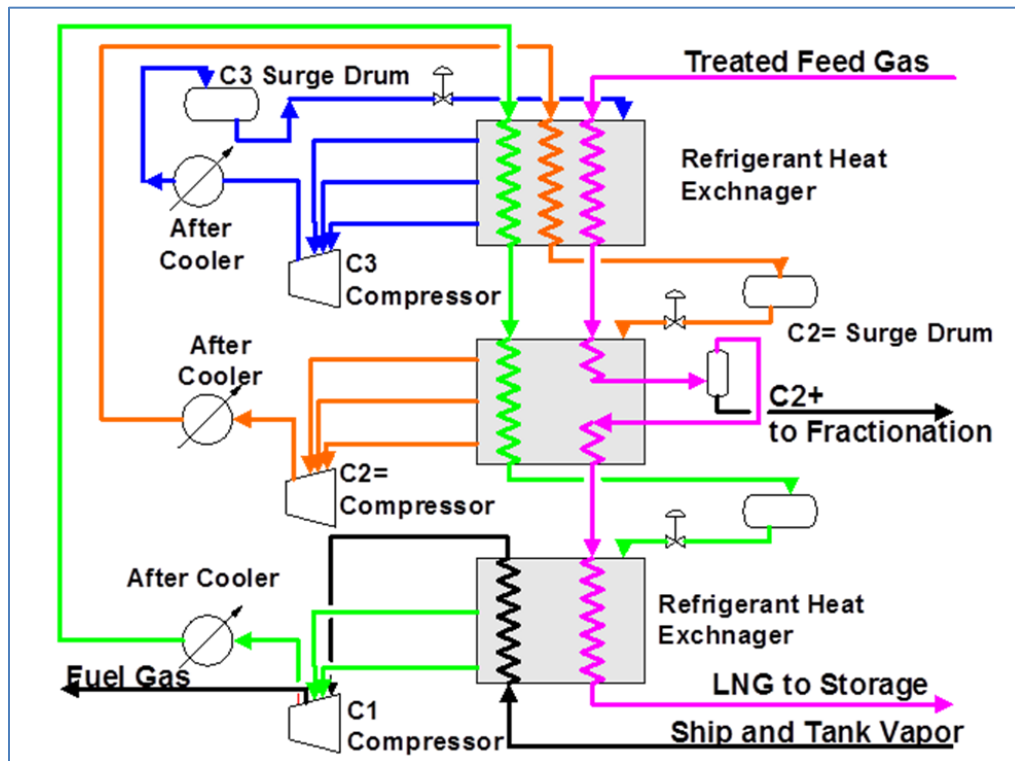 Treated Feed Gas
C3 Surge Drum
Refrigerant Heat
Exchnager
After
Cooler
C3
Compressor
C2= Surge Drum
After
Cooler
C2+
to Fractionation
C2=
Compressor
After Cooler
Refrigerant Heat
Exchnager
Fuel Gas
LNG to Storage
C1
Compressor
Ship and Tank Vapor